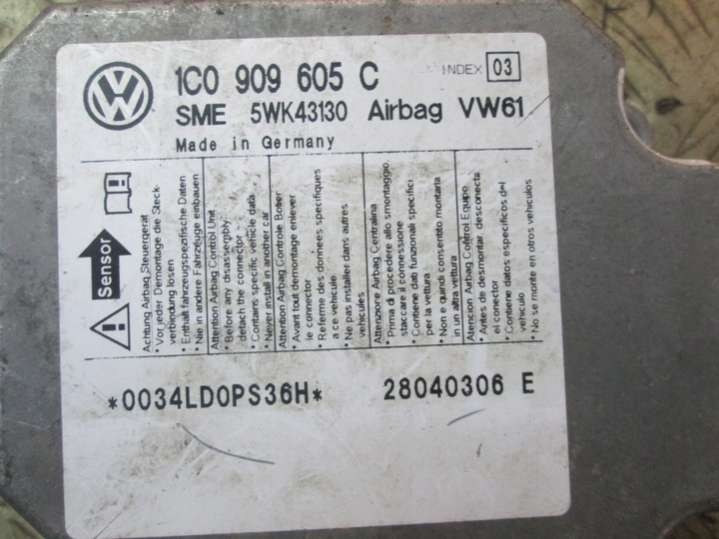 1C0 909 605 C
INDEX 03
SME 5WK43130 Airbag VW61
Made in Germany
Sensor
Achtung Airbag Steuergerät
• Vor jeder Demontage die Steck-
verbindung lösen
• Enthält fahrzeugspezifische Daten
• Nie in andere Fahrzeuge einbauen
Attention Airbag Control Unit
• Before any disassembly
detach the connector
• Contains specific vehicle data
• Never install in another car
Attention Airbag Controle Boitier
• Avant tout demontage enlever
le connector
• Referme des donnees specifiques
a ce vehicule
• Ne pas installer dans autres
vehicules
Attenzione Airbag Centralina
• Prima di procedere allo smontaggio
staccare il connessione
• Contiene dati funzionali specifici
per la vettura
• Non e quindi consentito montarla
in un altra vettura
Atencion Airbag Control Equipo
• Antes de desmontar desconecta
el conector
• Contiene datos especificos del
vehiculo
• No se monte en otros vehiculos
*0034LD0PS36H*
28040306 E